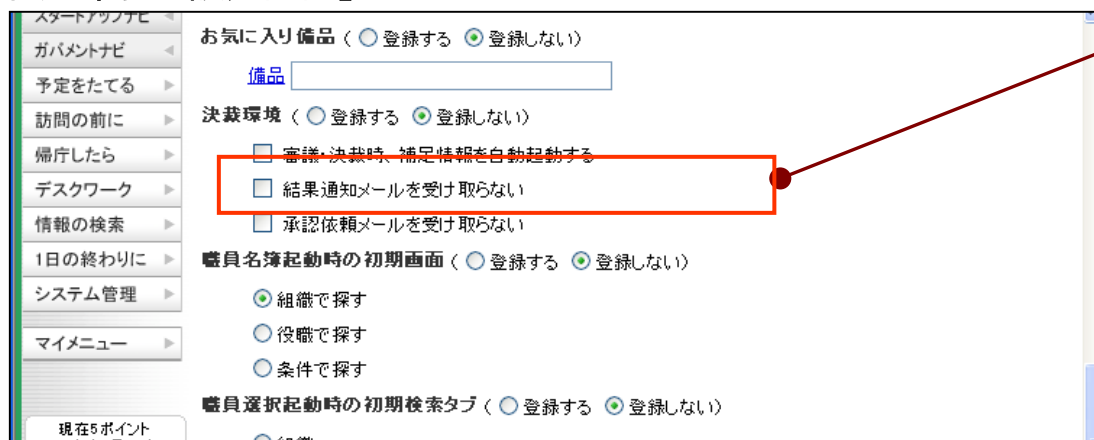 スタートアップナビ
ガバメントナビ
予定をたてる
訪問の前に
帰庁したら
デスクワーク
情報の検索
1日の終わりに
システム管理
マイメニュー
現在5ポイント
お気に入り備品 ( 登録する 登録しない)
備品
決裁環境 ( 登録する 登録しない)
審議・決裁時、補足情報を自動起動する
結果通知メールを受け取らない
承認依頼メールを受け取らない
職員名簿起動時の初期画面 ( 登録する 登録しない)
組織で探す
役職で探す
条件で探す
職員選択起動時の初期検索タブ ( 登録する 登録しない)